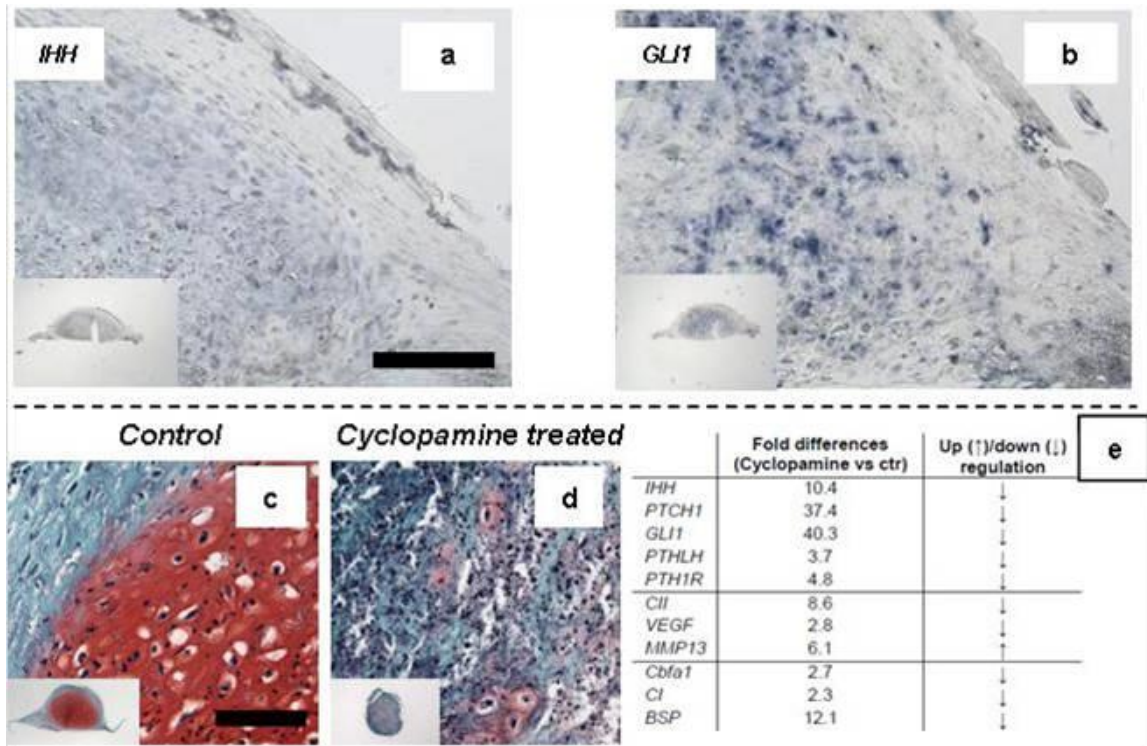 IHH
a
GLI1
b
Control
Cyclopamine treated
c
d
e
Fold differences Up (↑)/down (↓)
(Cyclopamine vs ctr) regulation
IHH 10.4 ↓
PTCH1 37.4 ↓
GLI1 40.3 ↓
PTHLH 3.7 ↓
PTH1R 4.8 ↓
CII 8.6 ↓
VEGF 2.8 ↓
MMP13 6.1 ↑
Cbfa1 2.7 ↓
CI 2.3 ↓
BSP 12.1 ↓